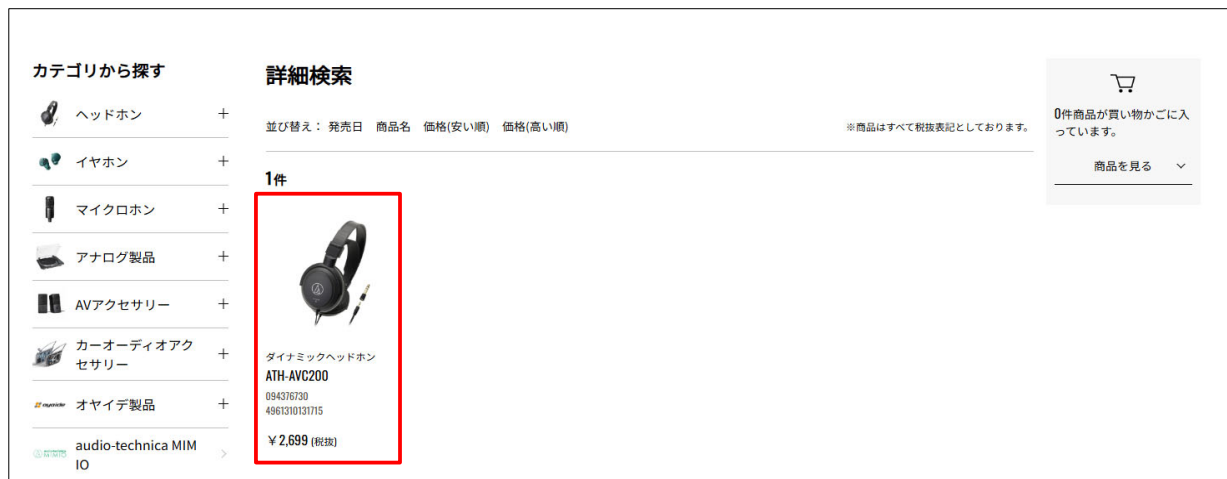 カテゴリから探す
ヘッドホン
イヤホン
マイクロホン
アナログ製品
AVアクセサリー
カーオーディオアク
セサリー
オヤイデ製品
audio-technica MIM
IO
詳細検索
並び替え： 発売日 商品名 価格(安い順) 価格(高い順)
※商品はすべて税抜表記としております。
1件
ダイナミックヘッドホン
ATH-AVC200
094376730
4961310131715
￥2,699 (税抜)
0件商品が買い物かごに入
っています。
商品を見る